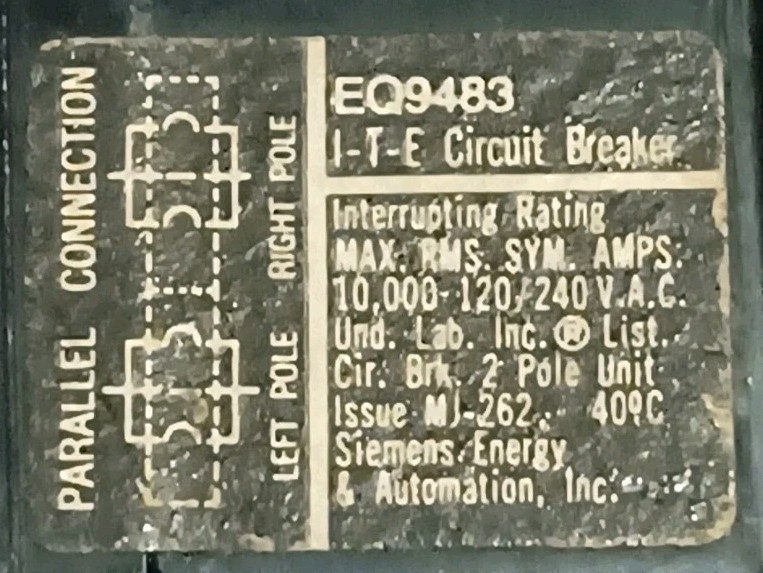 PARALLEL CONNECTION
LEFT POLE RIGHT POLE
EQ9483
I-T-E Circuit Breaker
Interrupting Rating
MAX. RMS. SYM. AMPS.
10,000-120/240 V.A.C.
Und. Lab. Inc.® List.
Cir. Brk. 2 Pole Unit
Issue MJ-262. 40°C
Siemens Energy
& Automation, Inc.